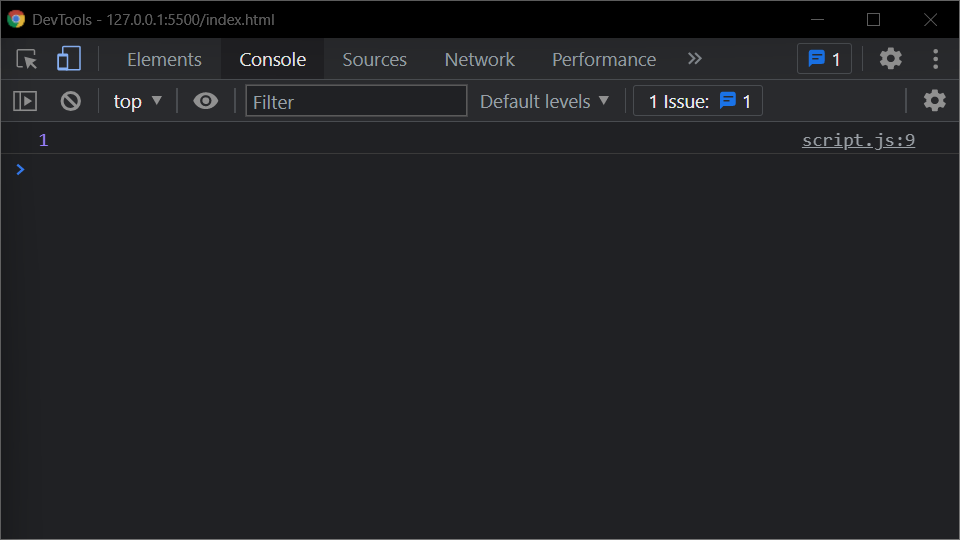 DevTools - 127.0.0.1:5500/index.html
Elements Console Sources Network Performance 1
top Filter Default levels 1 Issue: 1
1 script.js:9